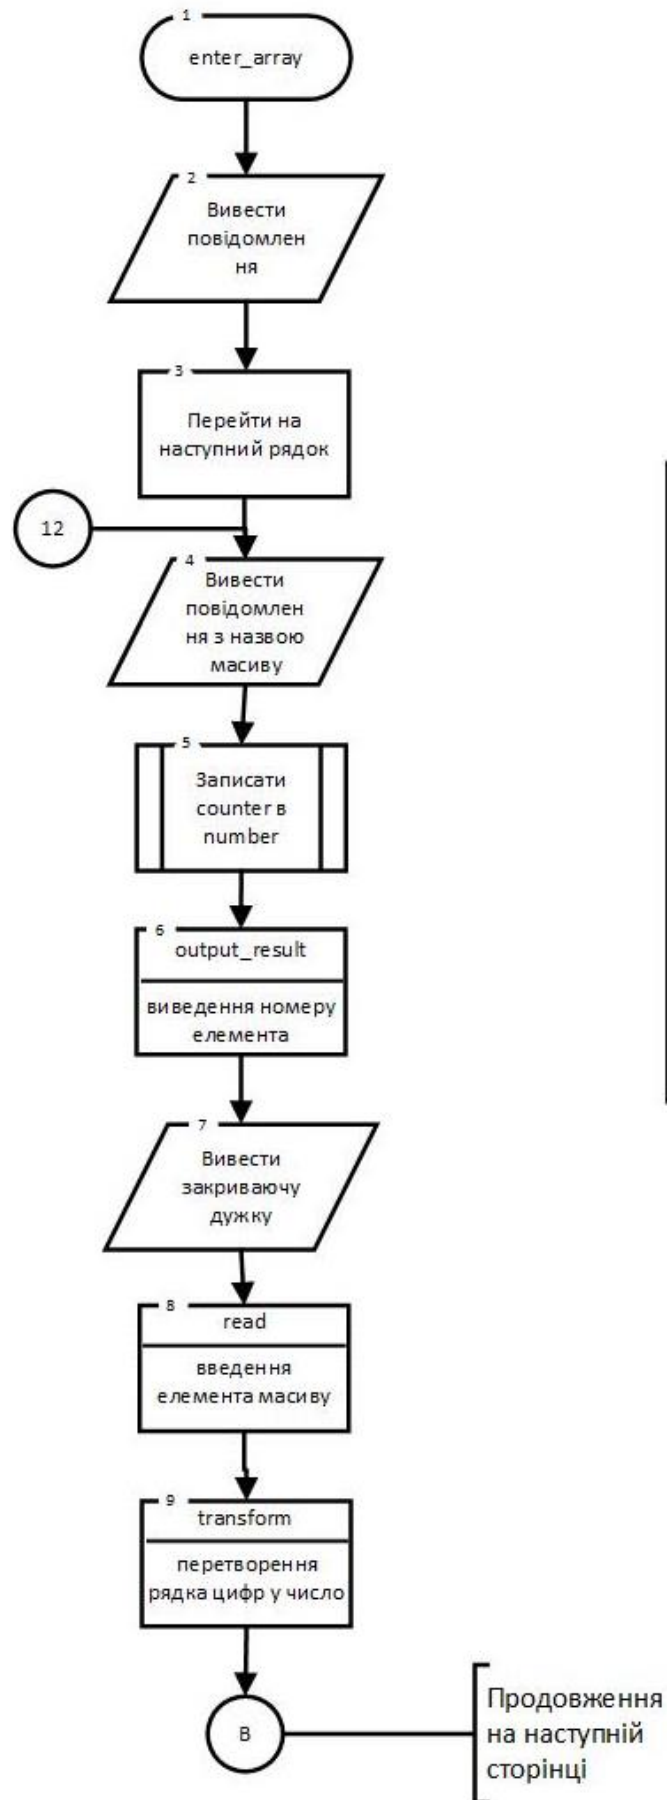 1
enter_array
2
Вивести
повідомлен
ня
3
Перейти на
наступний рядок
12
4
Вивести
повідомлен
ня з назвою
масиву
5
Записати
counter в
number
6
output_result
виведення номеру
елемента
7
Вивести
закриваючу
дужку
8
read
введення
елемента масиву
9
transform
перетворення
рядка цифр у число
В
Продовження
на наступній
сторінці